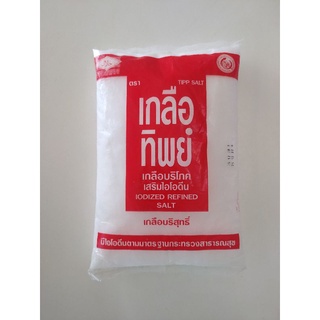 ตรา TIPP SALT
เกลือ
ทิพย์
เกลือบริโภค
เสริมไอโอดีน
IODIZED REFINED
SALT
เกลือบริสุทธิ์
มีไอโอดีนตามมาตรฐานกระทรวงสาธารณสุข